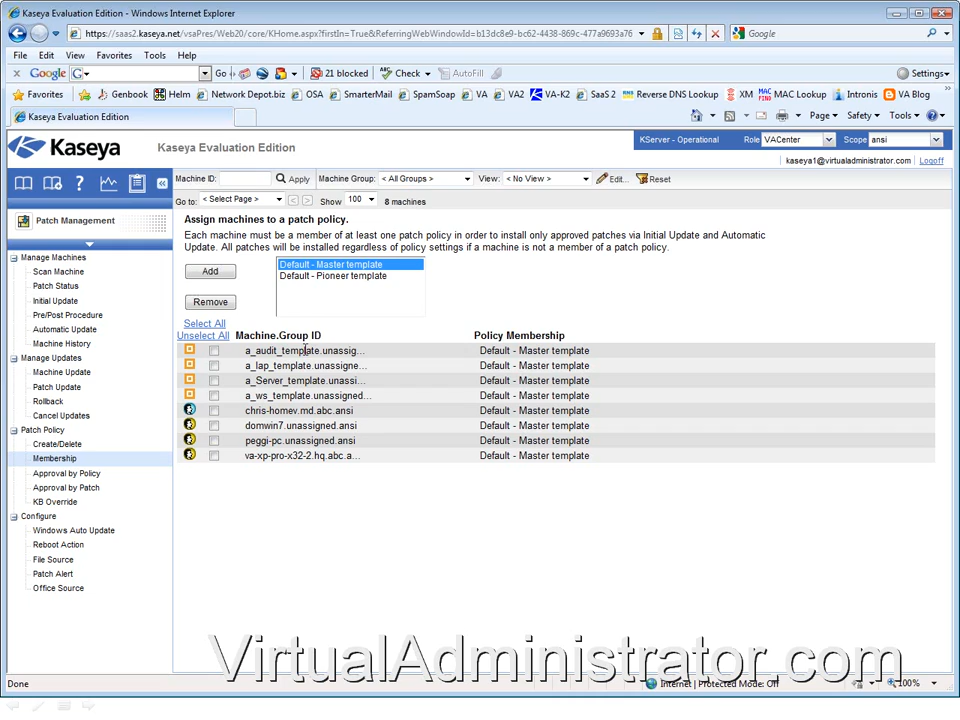 Kaseya Evaluation Edition - Windows Internet Explorer
https://saas2.kaseya.net/vsaPres/Web20/core/KHome.aspx?firstIn=True&ReferringWebWindowId=b13dc8e9-bc62-4438-869c-477a9693a76
Google
File Edit View Favorites Tools Help
x Google G Go 21 blocked ABC Check AutoFill Settings
Favorites Genbook Helm Network Depot.biz OSA SmarterMail SpamSoap VA VA2 VA-K2 SaaS 2 Reverse DNS Lookup XM MAC Lookup Intronis VA Blog
Kaseya Evaluation Edition
Page Safety Tools
Kaseya
Kaseya Evaluation Edition
KServer - Operational Role VACenter Scope ansi
kaseya1@virtualadministrator.com Logoff
Machine ID: Apply Machine Group: < All Groups > View: < No View > Edit... Reset
Go to: < Select Page > Show 100 8 machines
Patch Management
Manage Machines
Scan Machine
Patch Status
Initial Update
Pre/Post Procedure
Automatic Update
Machine History
Manage Updates
Machine Update
Patch Update
Rollback
Cancel Updates
Patch Policy
Create/Delete
Membership
Approval by Policy
Approval by Patch
KB Override
Configure
Windows Auto Update
Reboot Action
File Source
Patch Alert
Office Source
Assign machines to a patch policy.
Each machine must be a member of at least one patch policy in order to install only approved patches via Initial Update and Automatic
Update. All patches will be installed regardless of policy settings if a machine is not a member of a patch policy.
Add
Remove
Default - Master template
Default - Pioneer template
Select All
Unselect All Machine.Group ID Policy Membership
a_audit_template.unassig... Default - Master template
a_lap_template.unassigne... Default - Master template
a_Server_template.unassi... Default - Master template
a_ws_template.unassigned... Default - Master template
chris-homev.md.abc.ansi Default - Master template
domwin7.unassigned.ansi Default - Master template
peggi-pc.unassigned.ansi Default - Master template
va-xp-pro-x32-2.hq.abc.a... Default - Master template
VirtualAdministrator.com
Done Internet | Protected Mode: Off 100%